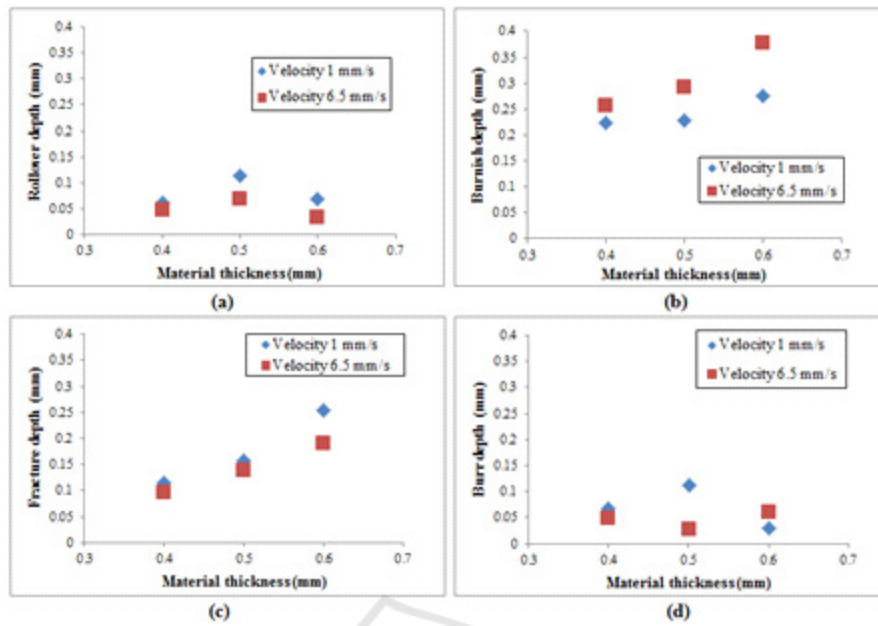 0.4
0.35
0.3
0.25
0.2
0.15
0.1
0.05
0
Rollover depth (mm)
Velocity 1 mm/s
Velocity 6.5 mm/s
0.3 0.4 0.5 0.6 0.7
Material thickness(mm)
(a)
0.4
0.35
0.3
0.25
0.2
0.15
0.1
0.05
0
Burnish depth (mm)
Velocity 1 mm/s
Velocity 6.5 mm/s
0.3 0.4 0.5 0.6 0.7
Material thickness(mm)
(b)
0.4
0.35
0.3
0.25
0.2
0.15
0.1
0.05
0
Fracture depth (mm)
Velocity 1 mm/s
Velocity 6.5 mm/s
0.3 0.4 0.5 0.6 0.7
Material thickness(mm)
(c)
0.4
0.35
0.3
0.25
0.2
0.15
0.1
0.05
0
Burr depth (mm)
Velocity 1 mm/s
Velocity 6.5 mm/s
0.3 0.4 0.5 0.6 0.7
Material thickness(mm)
(d)